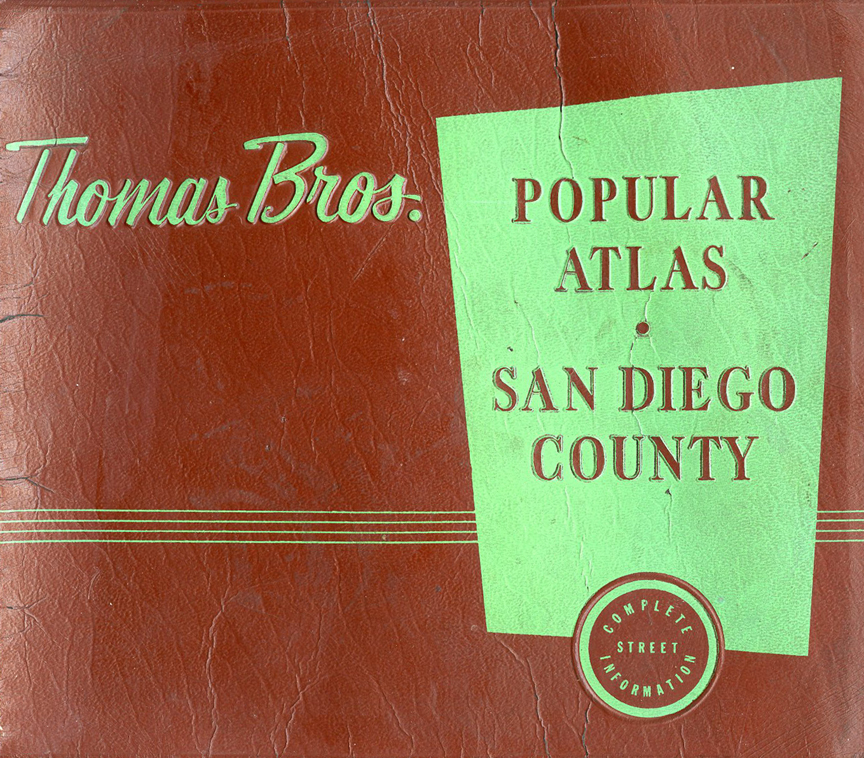 Thomas Bros.
POPULAR
ATLAS
•
SAN DIEGO
COUNTY
COMPLETE
STREET
INFORMATION